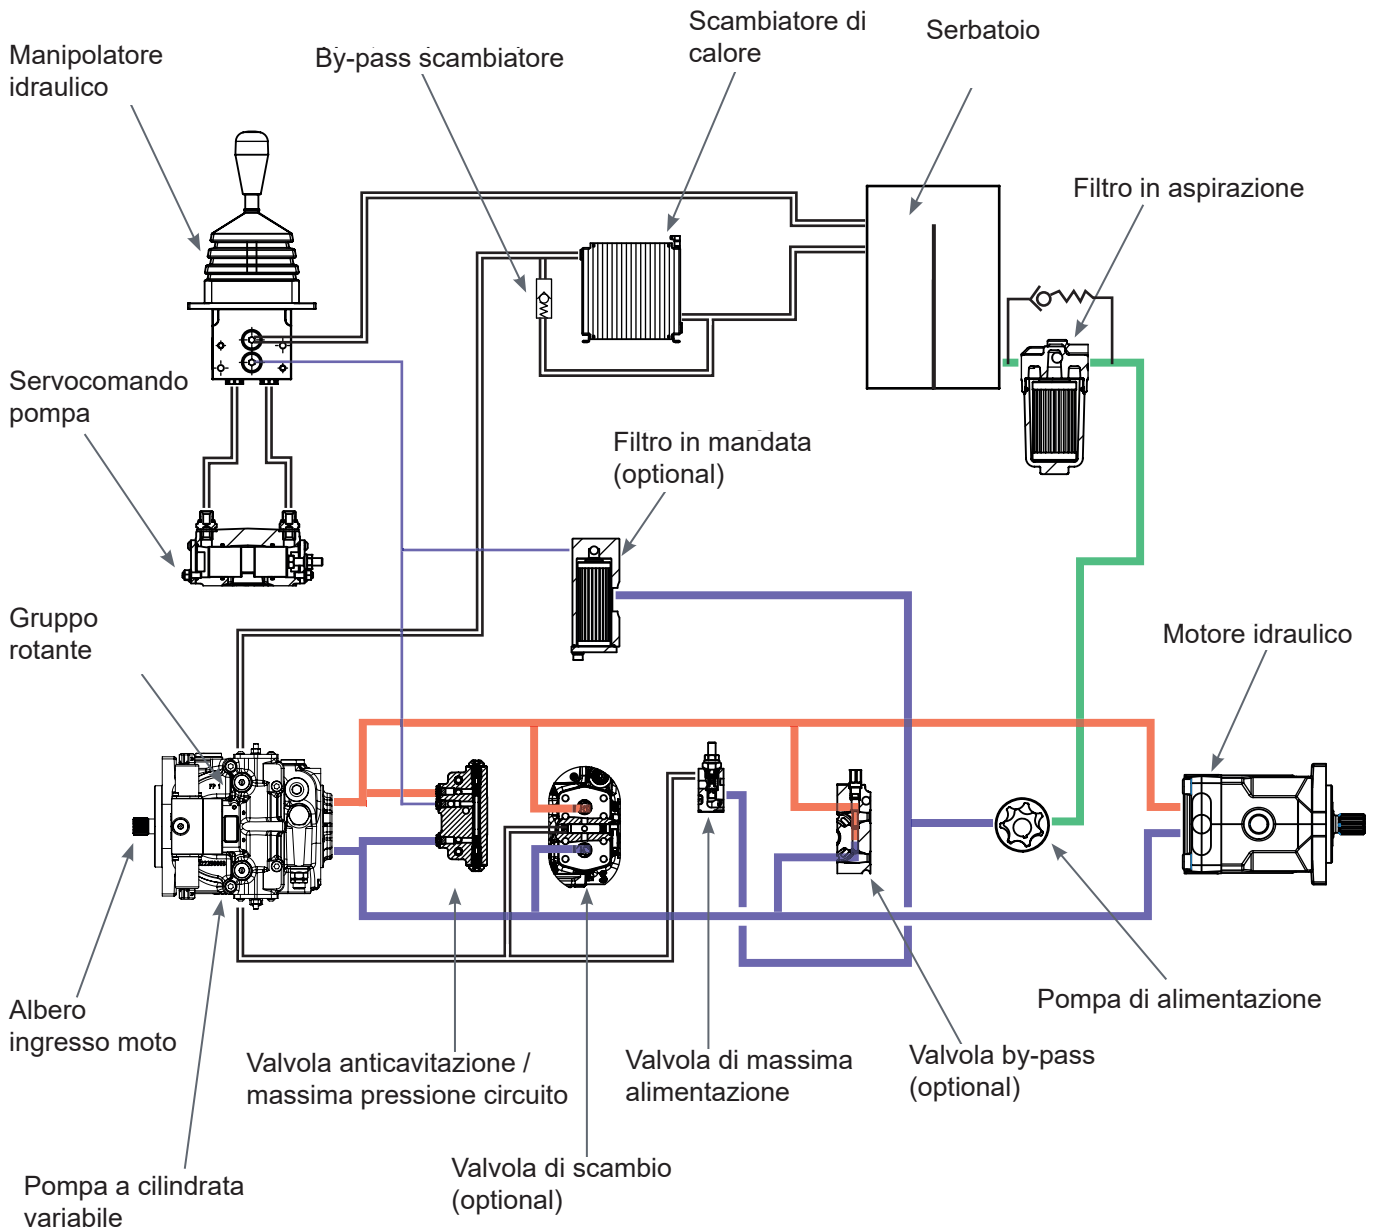 Manipolatore
idraulico
By-pass scambiatore
Scambiatore di
calore
Serbatoio
Filtro in aspirazione
Servocomando
pompa
Filtro in mandata
(optional)
Gruppo
rotante
Motore idraulico
Albero
ingresso moto
Valvola anticavitazione /
massima pressione circuito
Valvola di massima
alimentazione
Valvola by-pass
(optional)
Pompa di alimentazione
Pompa a cilindrata
variabile
Valvola di scambio
(optional)